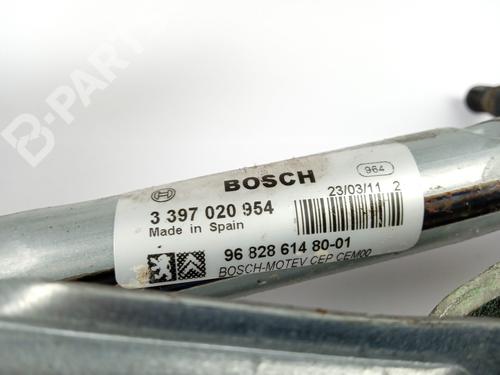 B-PARTS
BOSCH
964
3 397 020 954
23/03/11 2
Made in Spain
96 828 614 80-01
BOSCH-MOTEV CEP CEM00